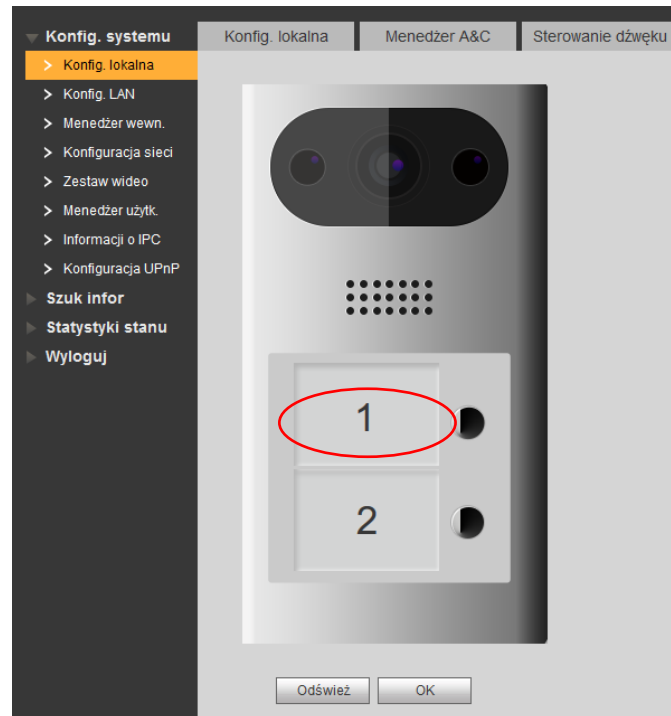 Konfig. systemu
Konfig. lokalna
Konfig. LAN
Menedżer wewn.
Konfiguracja sieci
Zestaw wideo
Menedżer użytk.
Informacji o IPC
Konfiguracja UPnP
Szuk infor
Statystyki stanu
Wyloguj
Konfig. lokalna Menedżer A&C Sterowanie dźwęku
1
2
Odśwież OK